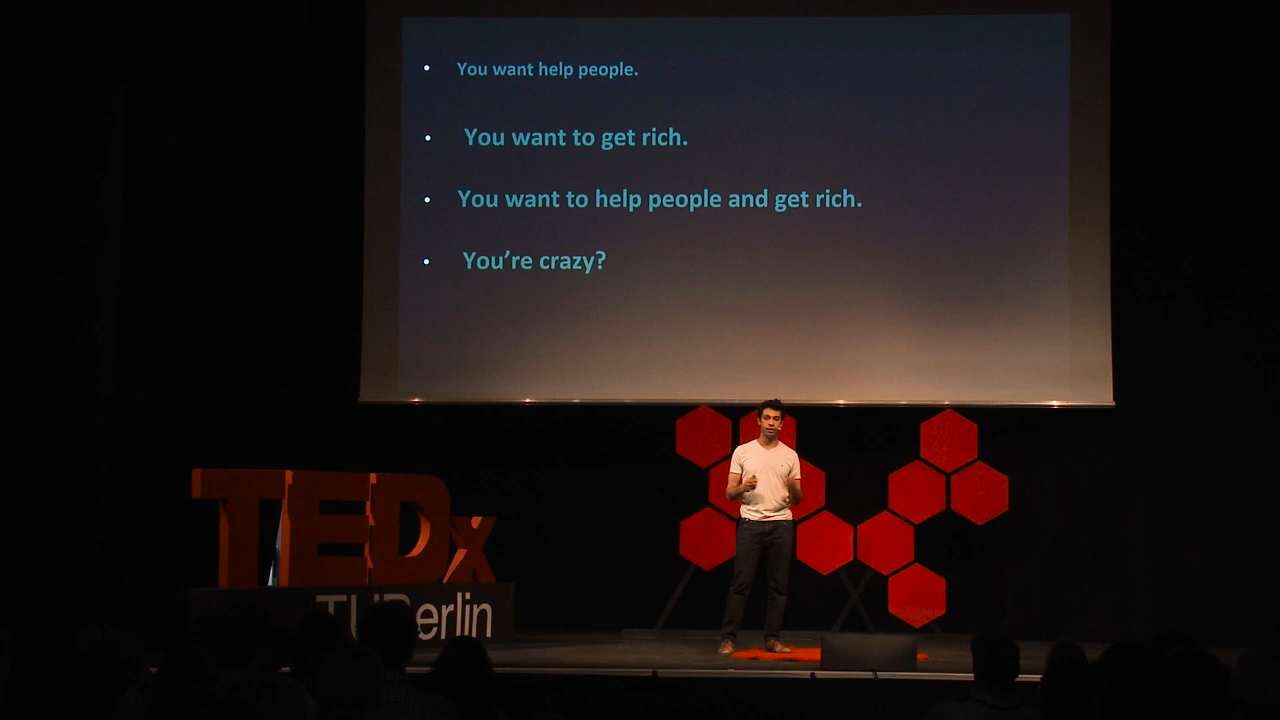 • You want help people.
• You want to get rich.
• You want to help people and get rich.
• You're crazy?
TEDx
TUBerlin